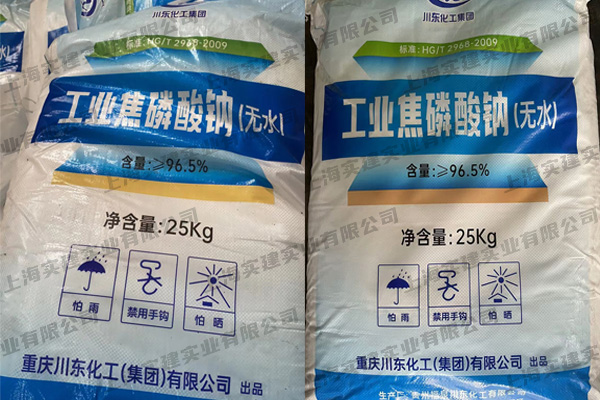 川东化工集团
标准: HG/T 2968-2009
工业焦磷酸钠(无水)
含量:≥96.5%
净含量: 25Kg
怕雨
禁用手钩
怕晒
重庆川东化工(集团)有限公司 出品
川东化工集团
标准: HG/T 2968-2009
工业焦磷酸钠(无水)
含量:≥96.5%
净含量: 25Kg
怕雨
禁用手钩
怕晒
重庆川东化工(集团)有限公司 出品
上海实建实业有限公司